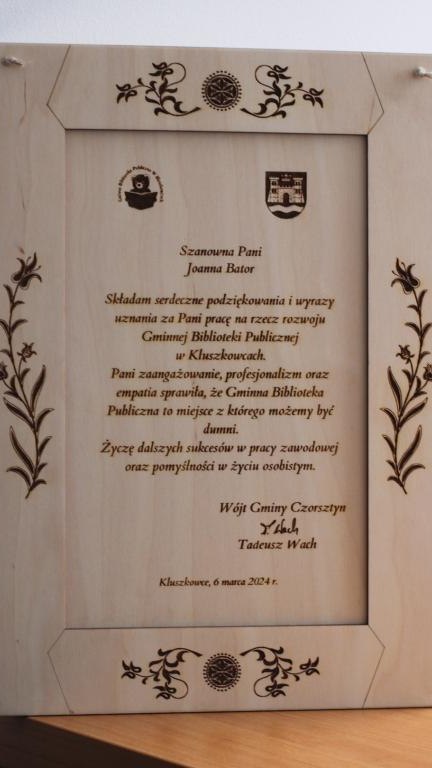 Szanowna Pani
Joanna Bator
Składam serdeczne podziękowania i wyrazy
uznania za Pani pracę na rzecz rozwoju
Gminnej Biblioteki Publicznej
w Kluszkowcach.
Pani zaangażowanie, profesjonalizm oraz
empatia sprawiła, że Gminna Biblioteka
Publiczna to miejsce z którego możemy być
dumni.
Życzę dalszych sukcesów w pracy zawodowej
oraz pomyślności w życiu osobistym.
Wójt Gminy Czorsztyn
T. Wach
Tadeusz Wach
Kluszkowce, 6 marca 2024 r.